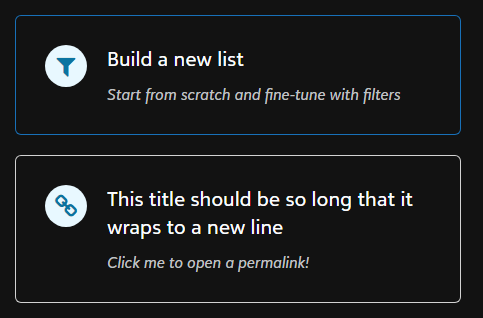 Build a new list
Start from scratch and fine-tune with filters
This title should be so long that it
wraps to a new line
Click me to open a permalink!